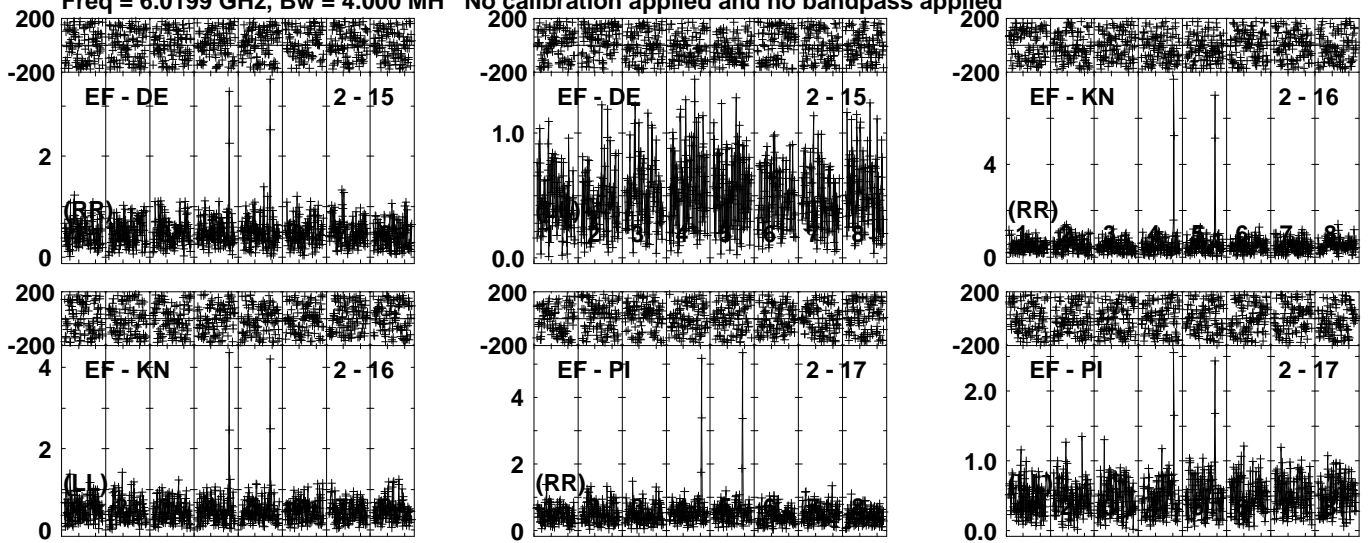 Freq = 6.0199 GHz, Bw = 4.000 MH No calibration applied and no bandpass applied
200
-200
EF - DE 2 - 15
2
(RR)
0
200
-200
EF - DE 2 - 15
1.0
1 2 3 6 7 8
0.0
200
-200
EF - KN 2 - 16
4
(RR)
1 2 3 4 5 6 7 8
0
200
-200
4
EF - KN 2 - 16
2
(LL)
0
200
-200
EF - PI 2 - 17
4
2
(RR)
0
200
-200
EF - PI 2 - 17
2.0
1.0
0.0